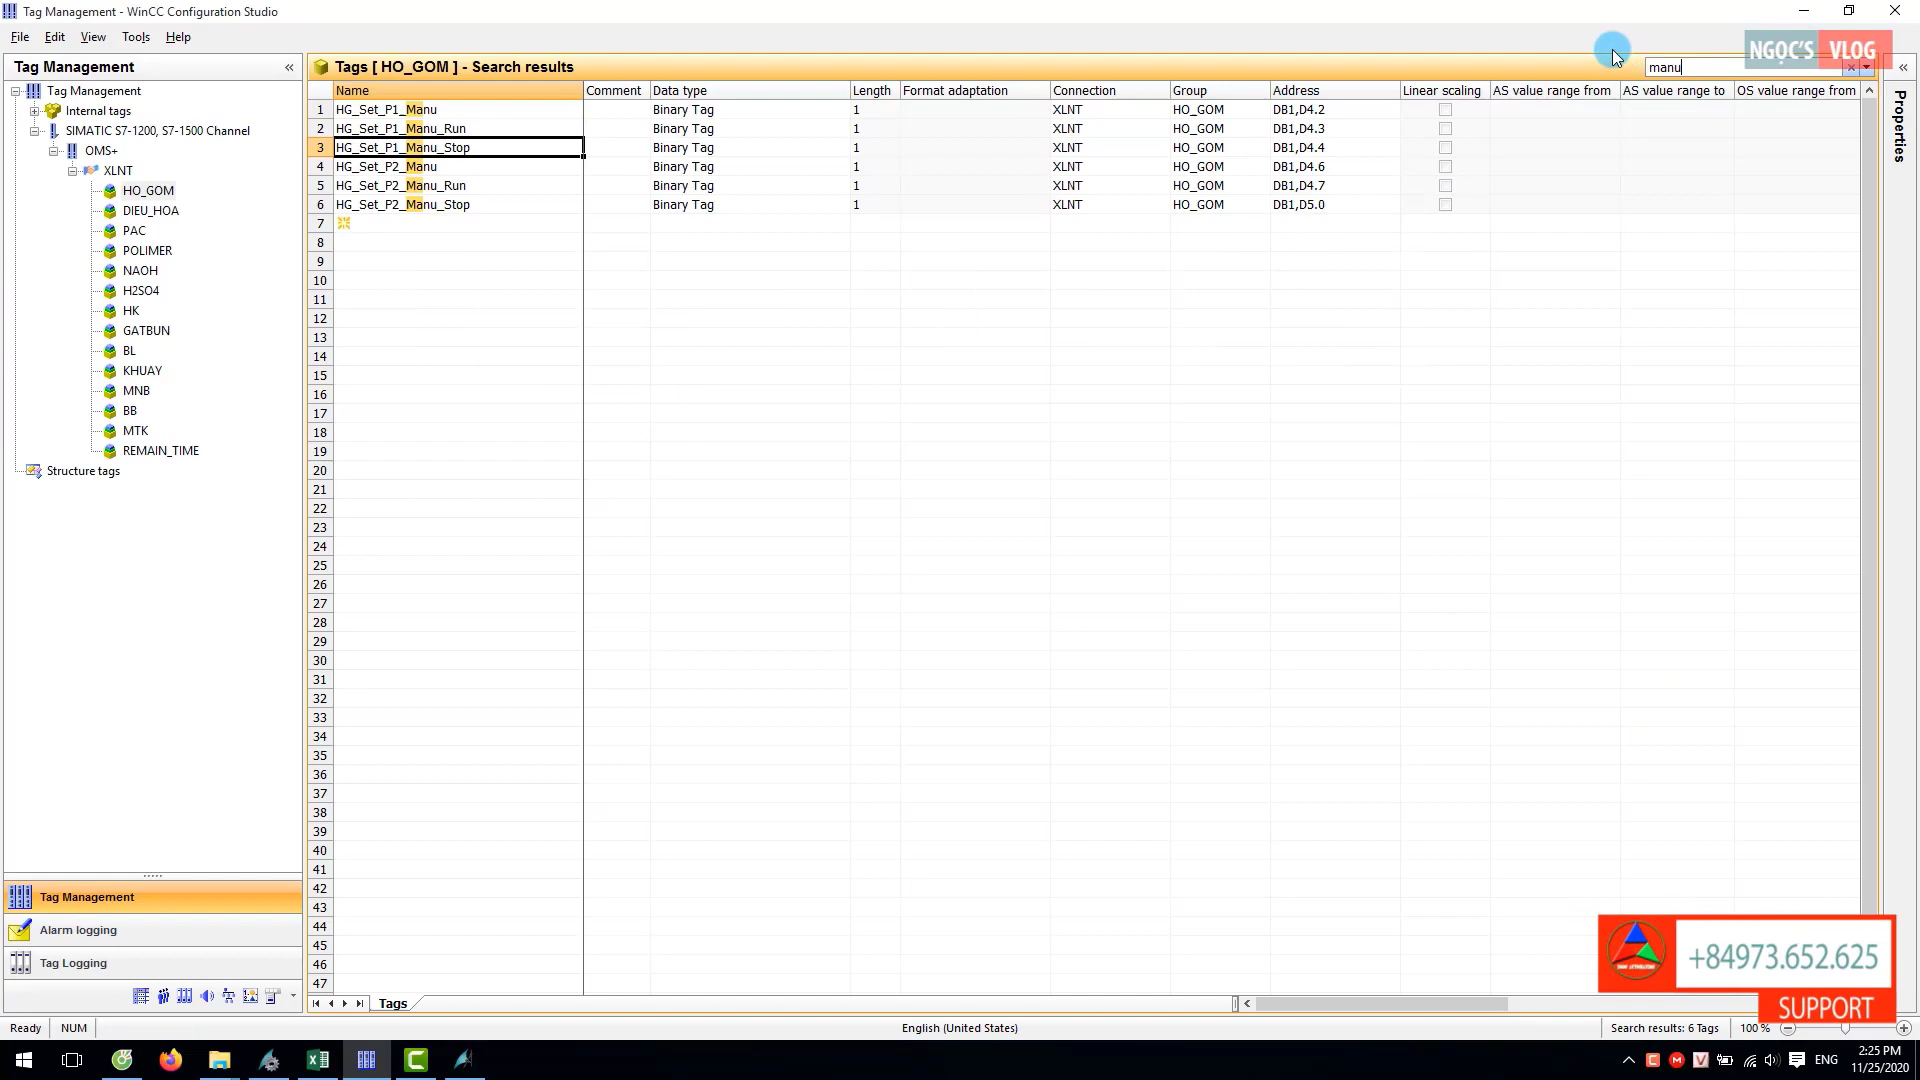 Tag Management - WinCC Configuration Studio
File Edit View Tools Help
NGỌC'S VLOG
Tag Management «
Tags [ HO_GOM ] - Search results
manu
«
Tag Management
Internal tags
SIMATIC S7-1200, S7-1500 Channel
OMS+
XLNT
HO_GOM
DIEU_HOA
PAC
POLIMER
NAOH
H2SO4
HK
GATBUN
BL
KHUAY
MNB
BB
MTK
REMAIN_TIME
Structure tags
Name Comment Data type Length Format adaptation Connection Group Address Linear scaling AS value range from AS value range to OS value range from
1 HG_Set_P1_Manu Binary Tag 1 XLNT HO_GOM DB1,D4.2
2 HG_Set_P1_Manu_Run Binary Tag 1 XLNT HO_GOM DB1,D4.3
3 HG_Set_P1_Manu_Stop Binary Tag 1 XLNT HO_GOM DB1,D4.4
4 HG_Set_P2_Manu Binary Tag 1 XLNT HO_GOM DB1,D4.6
5 HG_Set_P2_Manu_Run Binary Tag 1 XLNT HO_GOM DB1,D4.7
6 HG_Set_P2_Manu_Stop Binary Tag 1 XLNT HO_GOM DB1,D5.0
7
8
9
10
11
12
13
14
15
16
17
18
19
20
21
22
23
24
25
26
27
28
29
30
31
32
33
34
35
36
37
38
39
40
41
42
43
44
45
46
47
Properties
Tag Management
Alarm logging
Tag Logging
Tags
+84973.652.625
SUPPORT
Ready NUM English (United States) Search results: 6 Tags 100 %
ENG
2:25 PM
11/25/2020